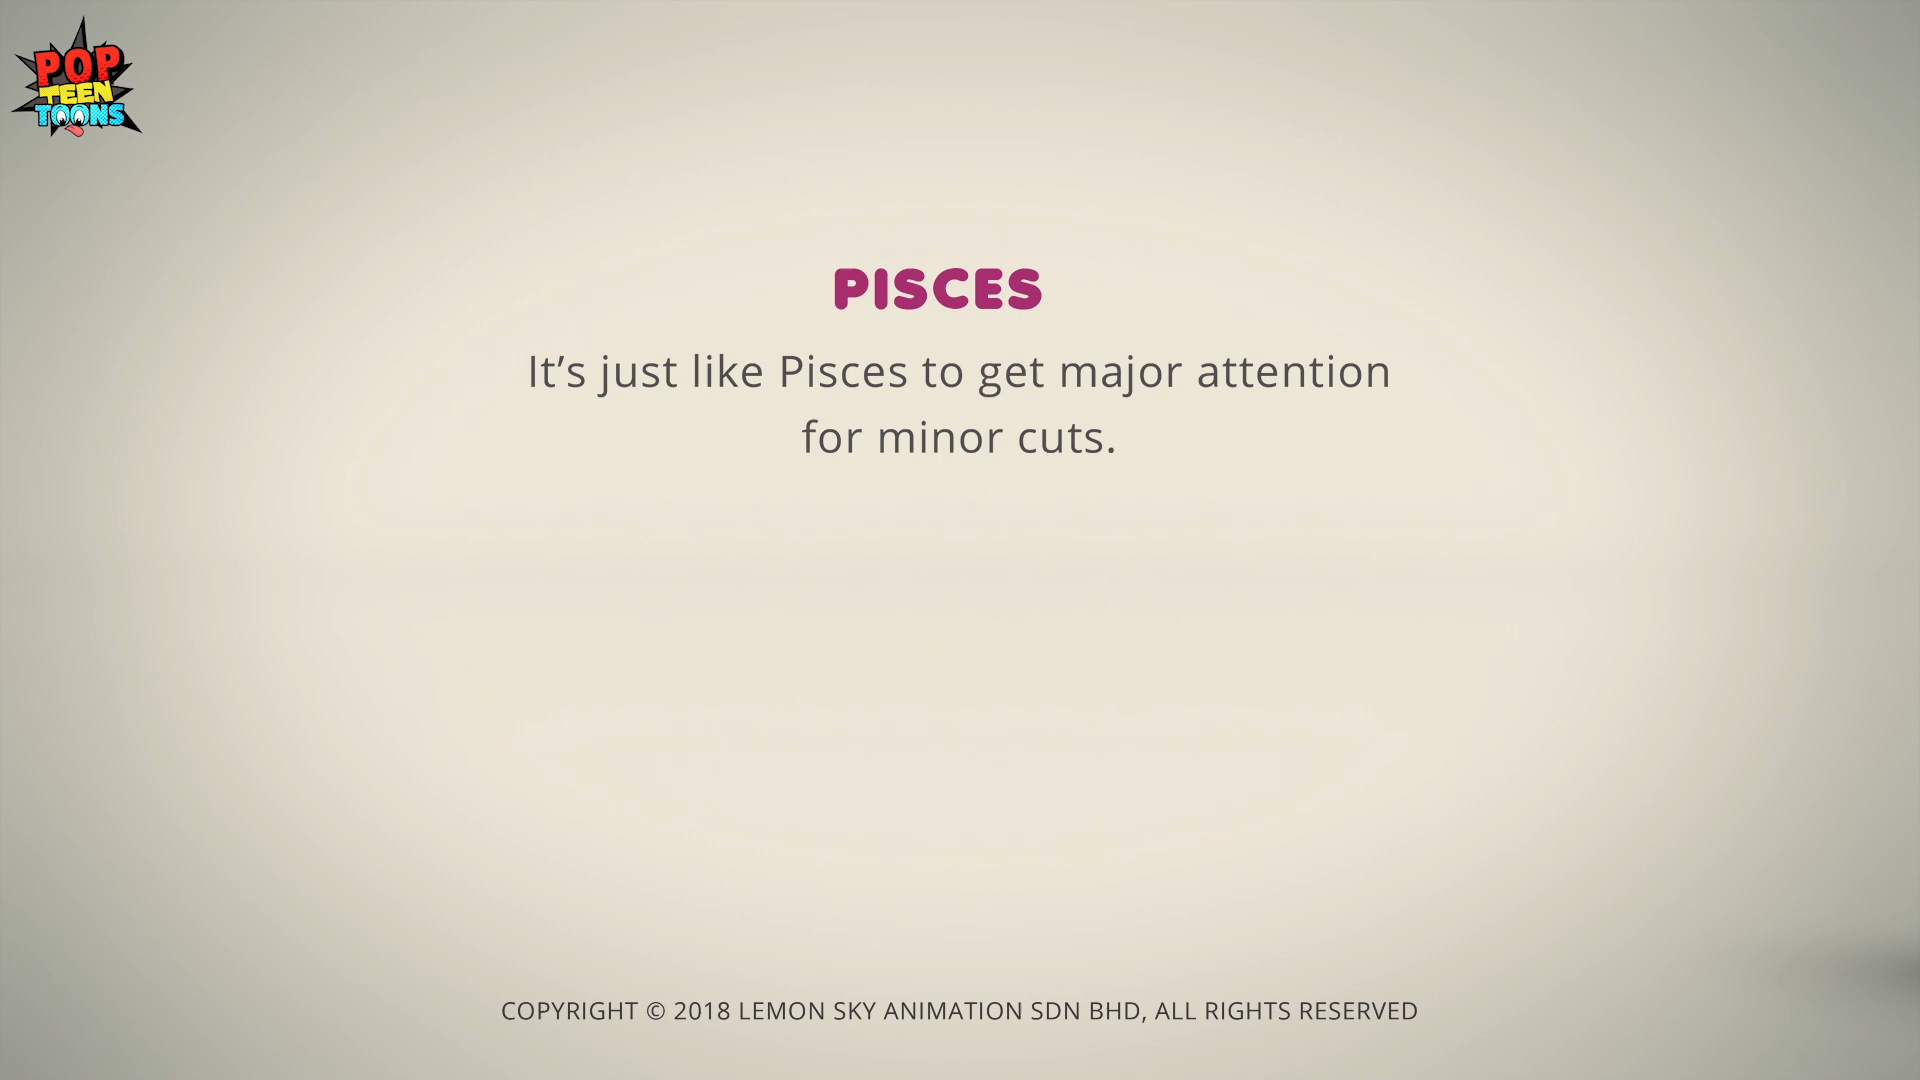 POP
TEEN
TOONS
PISCES
It’s just like Pisces to get major attention
for minor cuts.
COPYRIGHT © 2018 LEMON SKY ANIMATION SDN BHD, ALL RIGHTS RESERVED